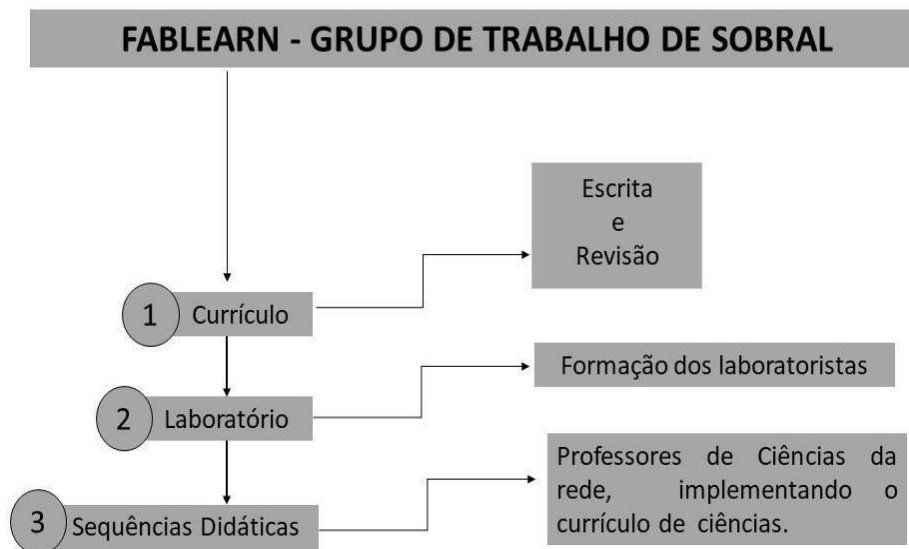 FABLEARN - GRUPO DE TRABALHO DE SOBRAL
Escrita
e
Revisão
1 Currículo
Formação dos laboratoristas
2 Laboratório
Professores de Ciências da
rede, implementando o
currículo de ciências.
3 Sequências Didáticas